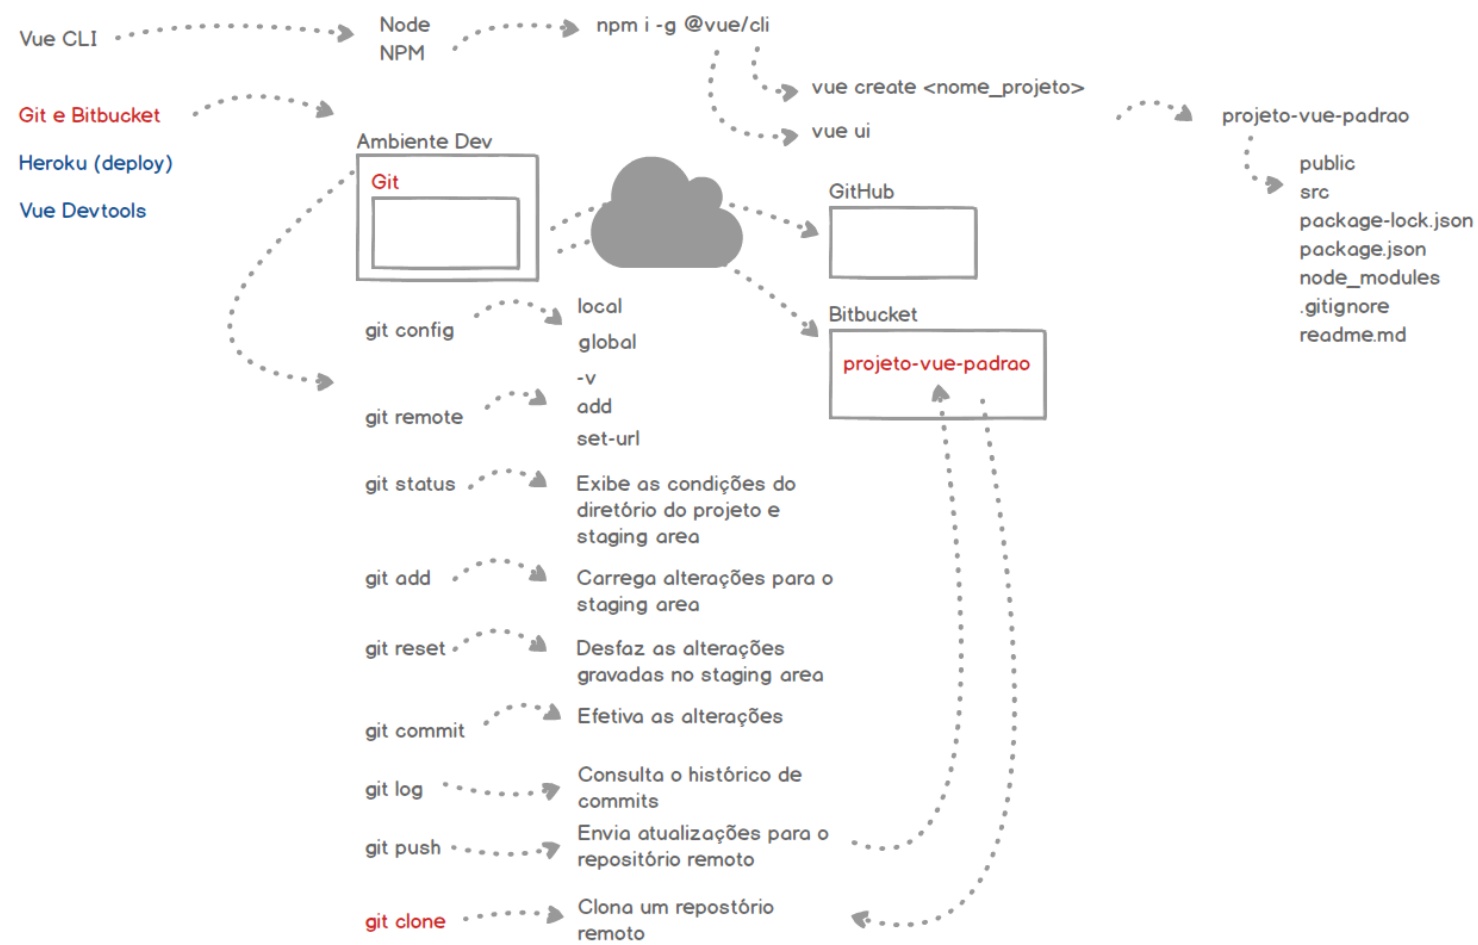 Vue CLI
Node
NPM
npm i -g @vue/cli
vue create <nome_projeto>
vue ui
projeto-vue-padrao
public
src
package-lock.json
package.json
node_modules
.gitignore
readme.md
Git e Bitbucket
Heroku (deploy)
Vue Devtools
Ambiente Dev
Git
GitHub
Bitbucket
projeto-vue-padrao
git config
local
global
git remote
-v
add
set-url
git status
Exibe as condições do
diretório do projeto e
staging area
git add
Carrega alterações para o
staging area
git reset
Desfaz as alterações
gravadas no staging area
git commit
Efetiva as alterações
git log
Consulta o histórico de
commits
git push
Envia atualizações para o
repositório remoto
git clone
Clona um repostório
remoto